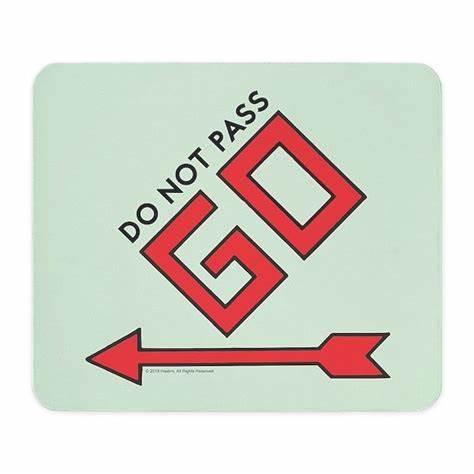 DO NOT PASS
GO
© 2018 Hasbro. All Rights Reserved.